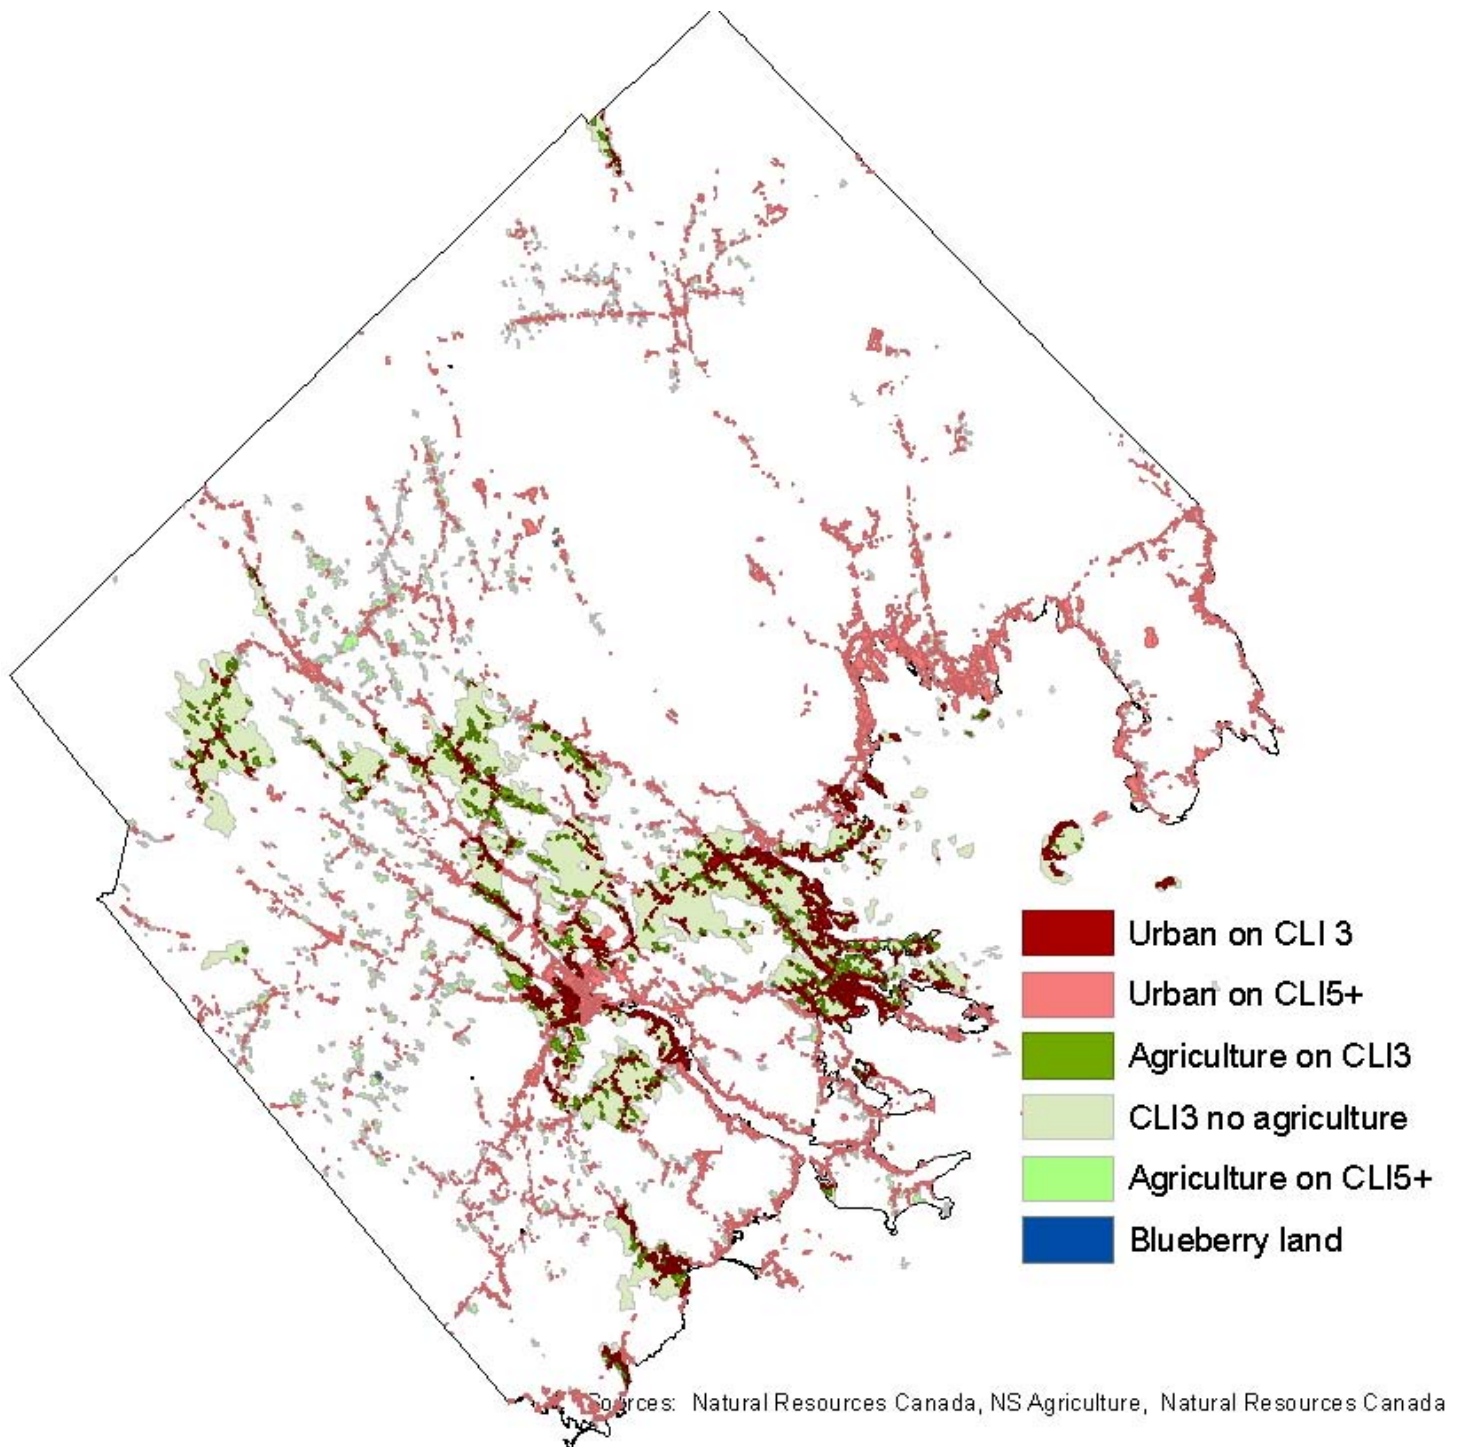 Urban on CLI 3
Urban on CLI5+
Agriculture on CLI3
CLI3 no agriculture
Agriculture on CLI5+
Blueberry land
Sources: Natural Resources Canada, NS Agriculture, Natural Resources Canada